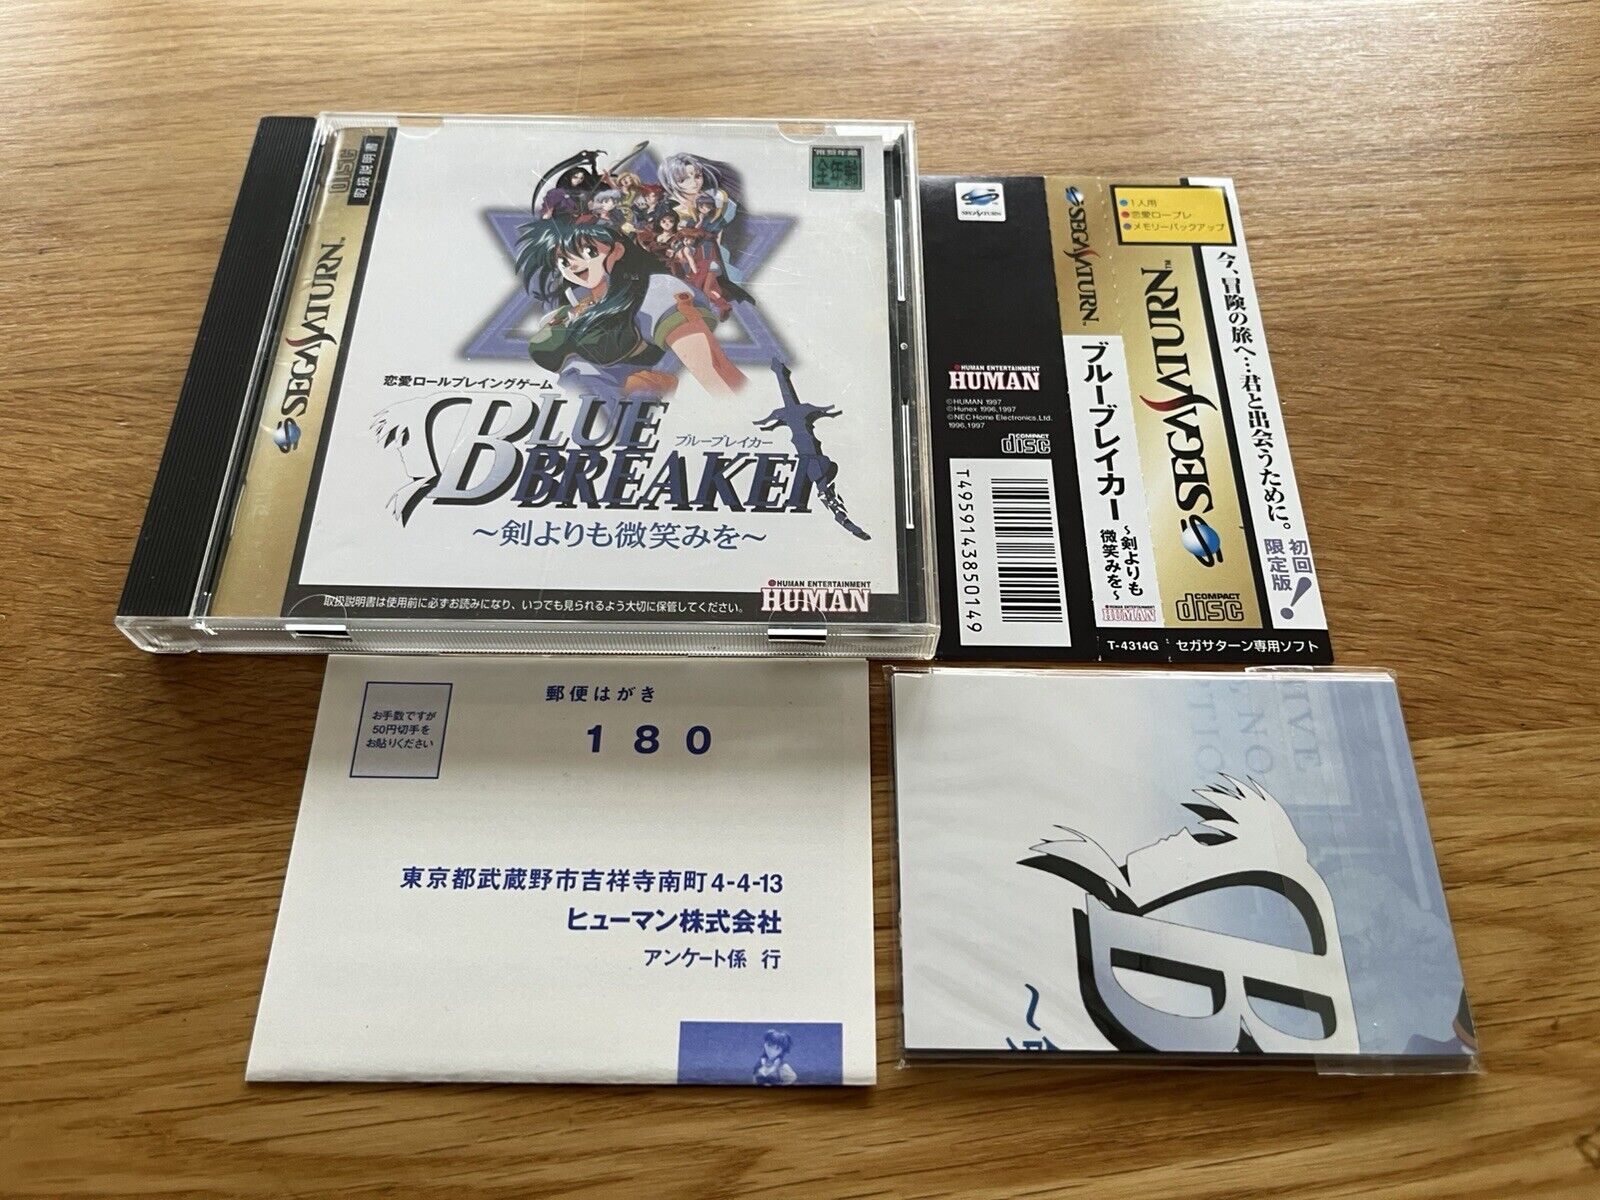 DISC
取扱説明書
SEGA SATURN™
推奨年齢
全年齢
恋愛ロールプレイングゲーム
BLUE BREAKER
ブルーブレイカー
～剣よりも微笑みを～
取扱説明書は使用前に必ずお読みになり、いつでも見られるよう大切に保管してください。
HUMAN ENTERTAINMENT
HUMAN
SEGA SATURN
HUMAN ENTERTAINMENT
HUMAN
©HUMAN 1997
©Hunex 1996,1997
©NEC Home Electronics,Ltd.
1996,1997
COMPACT
disc
T4959143850149
SEGA SATURN™
ブルーブレイカー
～剣よりも
微笑みを～
HUMAN ENTERTAINMENT
HUMAN
T-4314G
●1人用
●恋愛ロープレ
●メモリーバックアップ
SEGA SATURN™
COMPACT
disc
セガサターン専用ソフト
今、冒険の旅へ…君と出会うために。
初回
限定版!
郵便はがき
お手数ですが
50円切手を
お貼りください
180
東京都武蔵野市吉祥寺南町4-4-13
ヒューマン株式会社
アンケート係 行
B
～